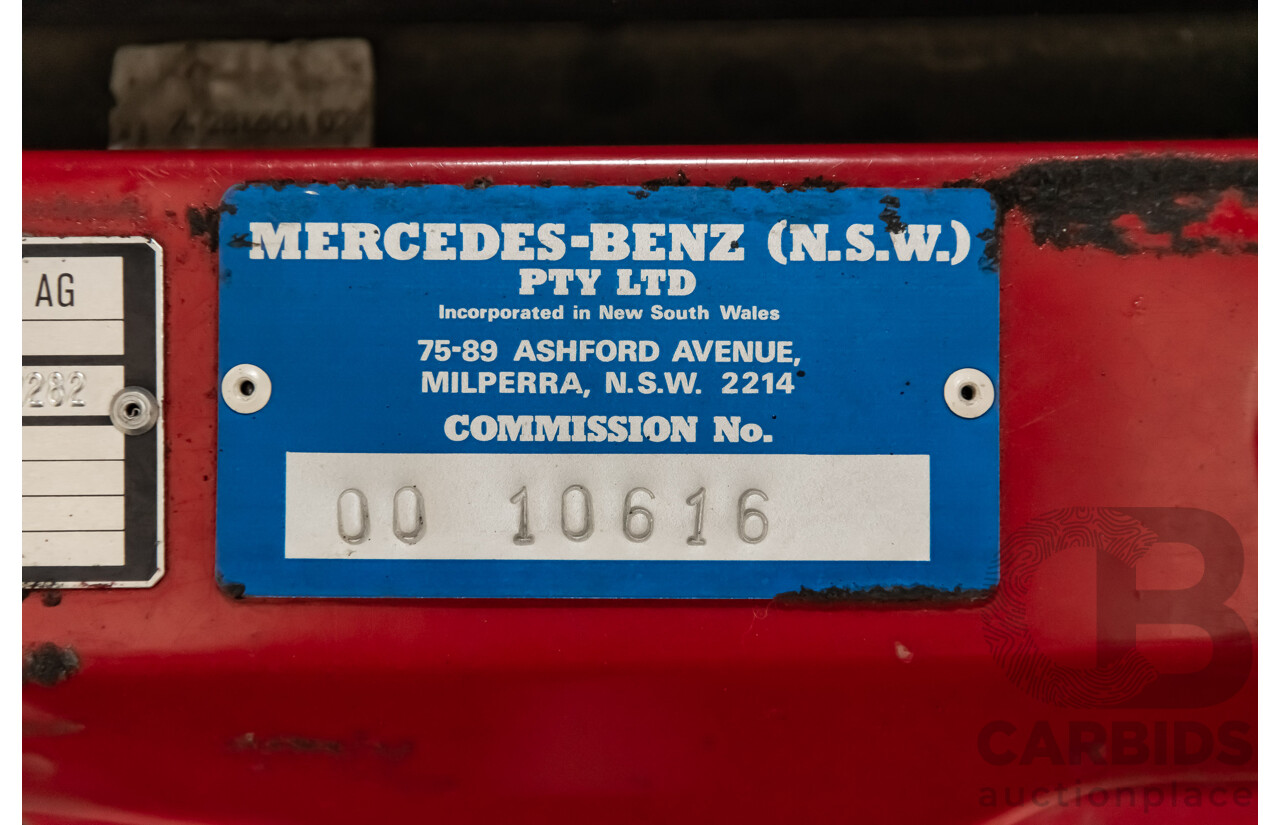 AG
282
MERCEDES-BENZ (N.S.W.)
PTY LTD
Incorporated in New South Wales
75-89 ASHFORD AVENUE,
MILPERRA, N.S.W. 2214
COMMISSION No.
00 10616
CB
CARBIDS
auctionplace